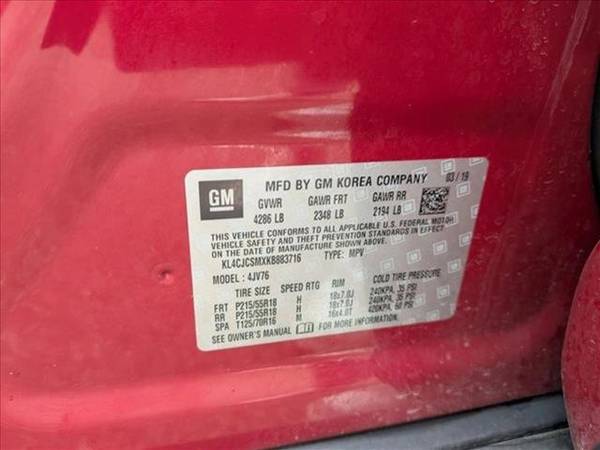 GM MFD BY GM KOREA COMPANY 03/19
GVWR GAWR FRT GAWR RR
4286 LB 2348 LB 2194 LB
THIS VEHICLE CONFORMS TO ALL APPLICABLE U.S. FEDERAL MOTOR
VEHICLE SAFETY AND THEFT PREVENTION STANDARDS IN EFFECT
ON THE DATE OF MANUFACTURE SHOWN ABOVE.
KL4CJCSMXKB883716 TYPE: MPV
MODEL: 4JV76
TIRE SIZE SPEED RTG RIM COLD TIRE PRESSURE
FRT P215/55R18 H 18x7.0J 240KPA, 35 PSI
RR P215/55R18 H 18x7.0J 240KPA, 35 PSI
SPA T125/70R16 M 16x4.0T 420KPA, 60 PSI
SEE OWNER'S MANUAL FOR MORE INFORMATION.